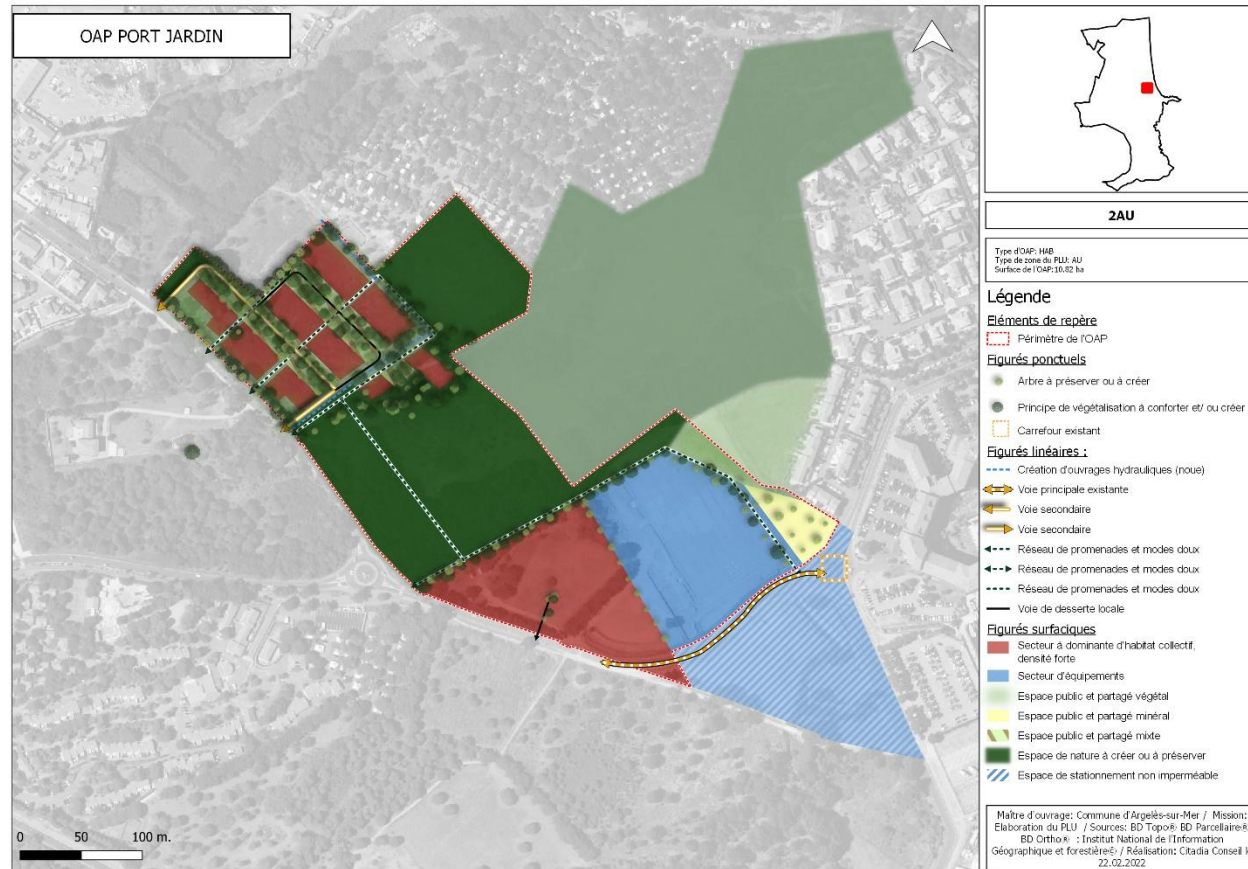 OAP PORT JARDIN
0 50 100 m.
2AU
Type d'OAP: HAB
Type de zone du PLU: AU
Surface de l'OAP:10.82 ha
Légende
Eléments de repère
Périmètre de l'OAP
Figurés ponctuels
Arbre à préserver ou à créer
Principe de végétalisation à conforter et/ ou créer
Carrefour existant
Figurés linéaires :
Création d'ouvrages hydrauliques (noue)
Voie principale existante
Voie secondaire
Voie secondaire
Réseau de promenades et modes doux
Réseau de promenades et modes doux
Réseau de promenades et modes doux
Voie de desserte locale
Figurés surfaciques
Secteur à dominante d'habitat collectif,
densité forte
Secteur d'équipements
Espace public et partagé végétal
Espace public et partagé minéral
Espace public et partagé mixte
Espace de nature à créer ou à préserver
Espace de stationnement non imperméable
Maître d'ouvrage: Commune d'Argelès-sur-Mer / Mission:
Elaboration du PLU / Sources: BD Topo® BD Parcellaire®
BD Ortho® : Institut National de l'Information
Géographique et forestière© / Réalisation: Citadia Conseil le
22.02.2022